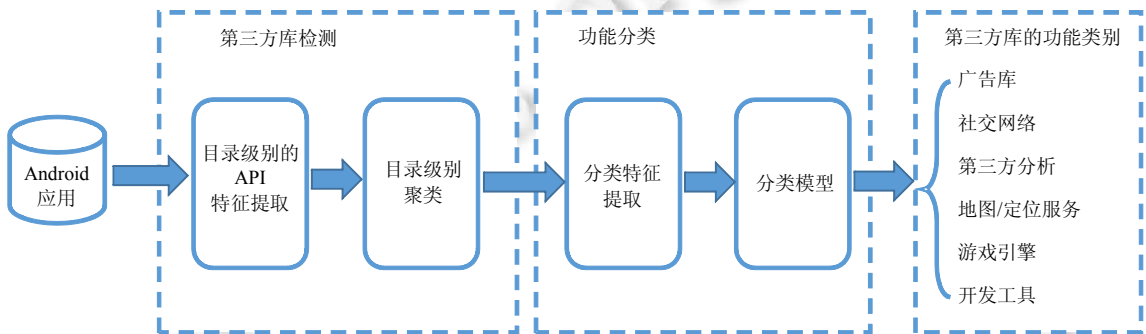 第三方库检测
功能分类
第三方库的功能类别
Android
应用
目录级别的
API
特征提取
目录级别
聚类
分类特征
提取
分类模型
广告库
社交网络
第三方分析
地图/定位服务
游戏引擎
开发工具